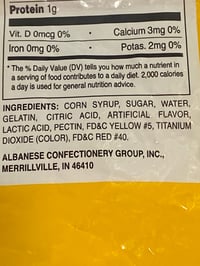 Protein 1g
Vit. D 0mcg 0% • Calcium 3mg 0%
Iron 0mg 0% • Potas. 2mg 0%
* The % Daily Value (DV) tells you how much a nutrient in
a serving of food contributes to a daily diet. 2,000 calories
a day is used for general nutrition advice.
INGREDIENTS: CORN SYRUP, SUGAR, WATER,
GELATIN, CITRIC ACID, ARTIFICIAL FLAVOR,
LACTIC ACID, PECTIN, FD&C YELLOW #5, TITANIUM
DIOXIDE (COLOR), FD&C RED #40.
ALBANESE CONFECTIONERY GROUP, INC.,
MERRILLVILLE, IN 46410